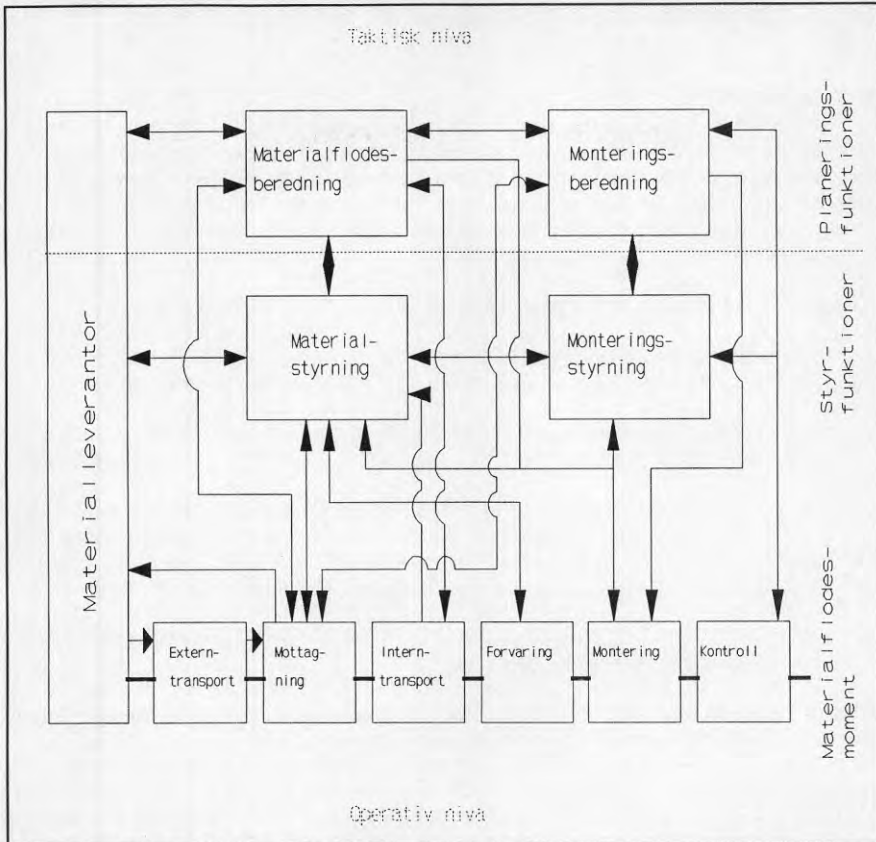 Taktisk niva
Materialflodes-
beredning
Monterings-
beredning
Planerings-
funktioner
Materialleverantor
Material-
styrning
Monterings-
styrning
Styr-
funktioner
Extern-
transport
Mottag-
ning
Intern-
transport
Forvaring
Montering
Kontroll
Materialflodes-
moment
Operativ niva